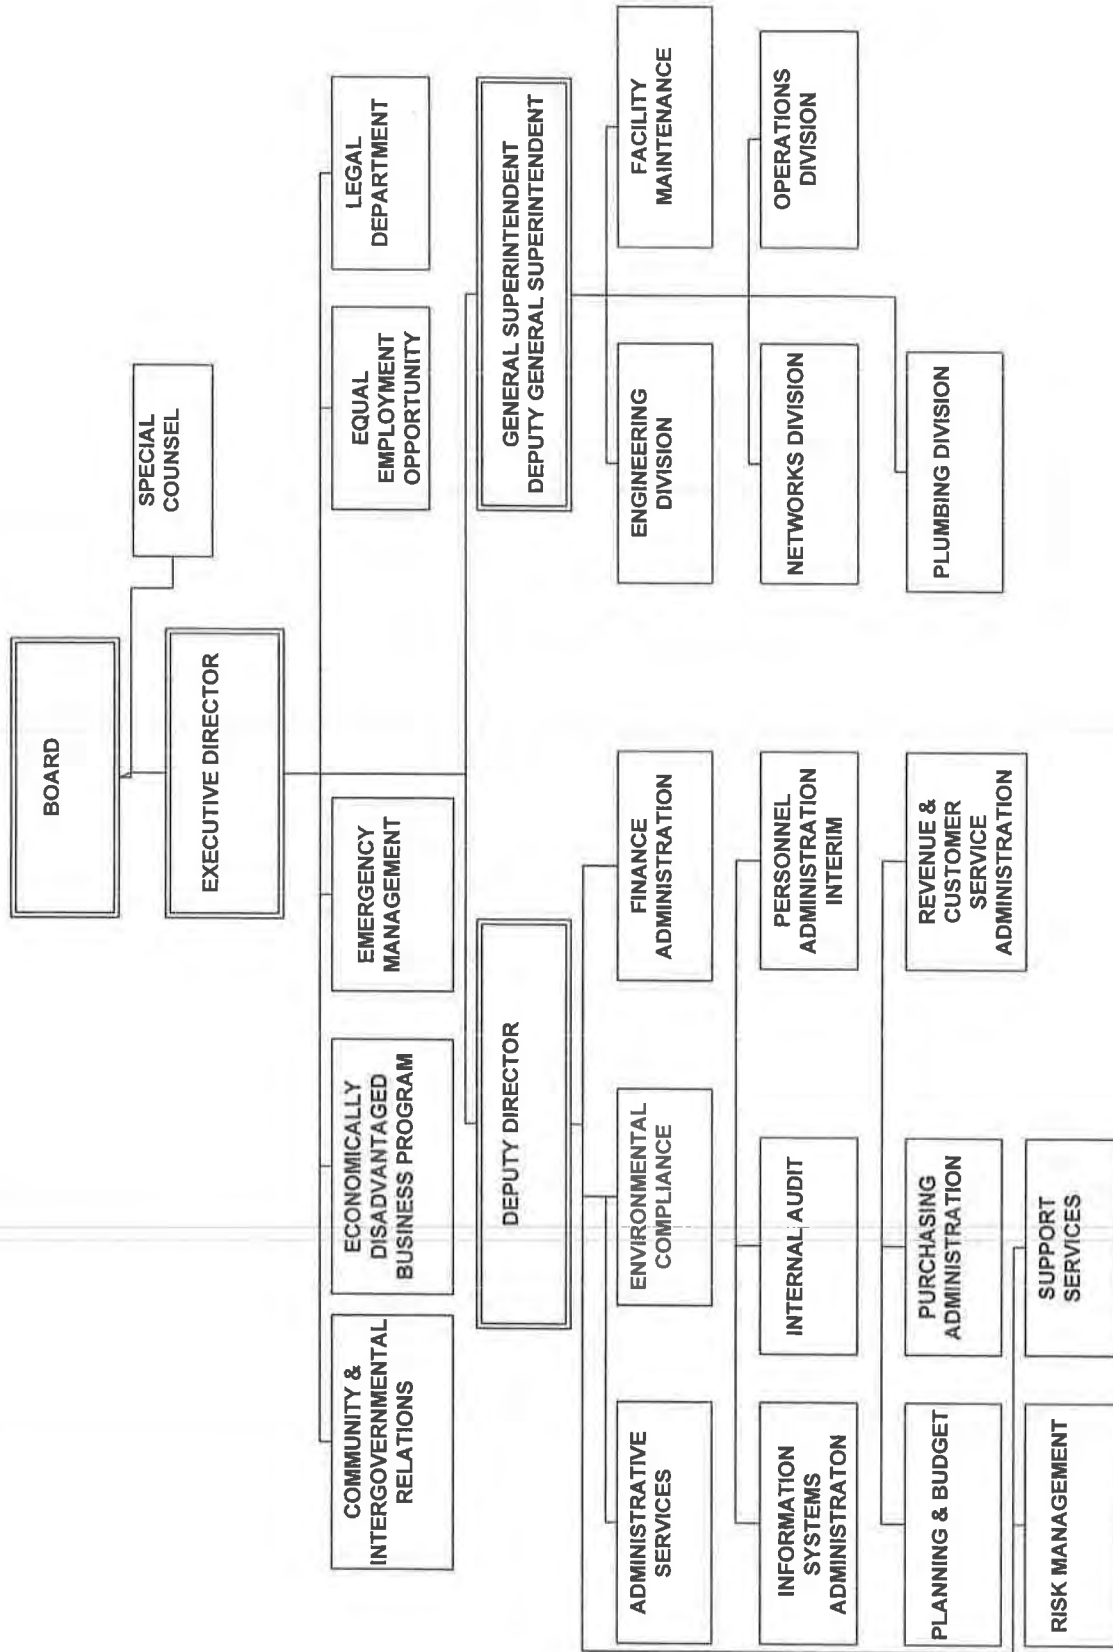 BOARD
SPECIAL
COUNSEL
EXECUTIVE DIRECTOR
COMMUNITY &
INTERGOVERNMENTAL
RELATIONS
ECONOMICALLY
DISADVANTAGED
BUSINESS PROGRAM
EMERGENCY
MANAGEMENT
EQUAL
EMPLOYMENT
OPPORTUNITY
LEGAL
DEPARTMENT
DEPUTY DIRECTOR
GENERAL SUPERINTENDENT
DEPUTY GENERAL SUPERINTENDENT
ADMINISTRATIVE
SERVICES
ENVIRONMENTAL
COMPLIANCE
FINANCE
ADMINISTRATION
ENGINEERING
DIVISION
FACILITY
MAINTENANCE
INFORMATION
SYSTEMS
ADMINISTRATON
INTERNAL AUDIT
PERSONNEL
ADMINISTRATION
INTERIM
NETWORKS DIVISION
OPERATIONS
DIVISION
PLANNING & BUDGET
PURCHASING
ADMINISTRATION
REVENUE &
CUSTOMER
SERVICE
ADMINISTRATION
PLUMBING DIVISION
RISK MANAGEMENT
SUPPORT
SERVICES